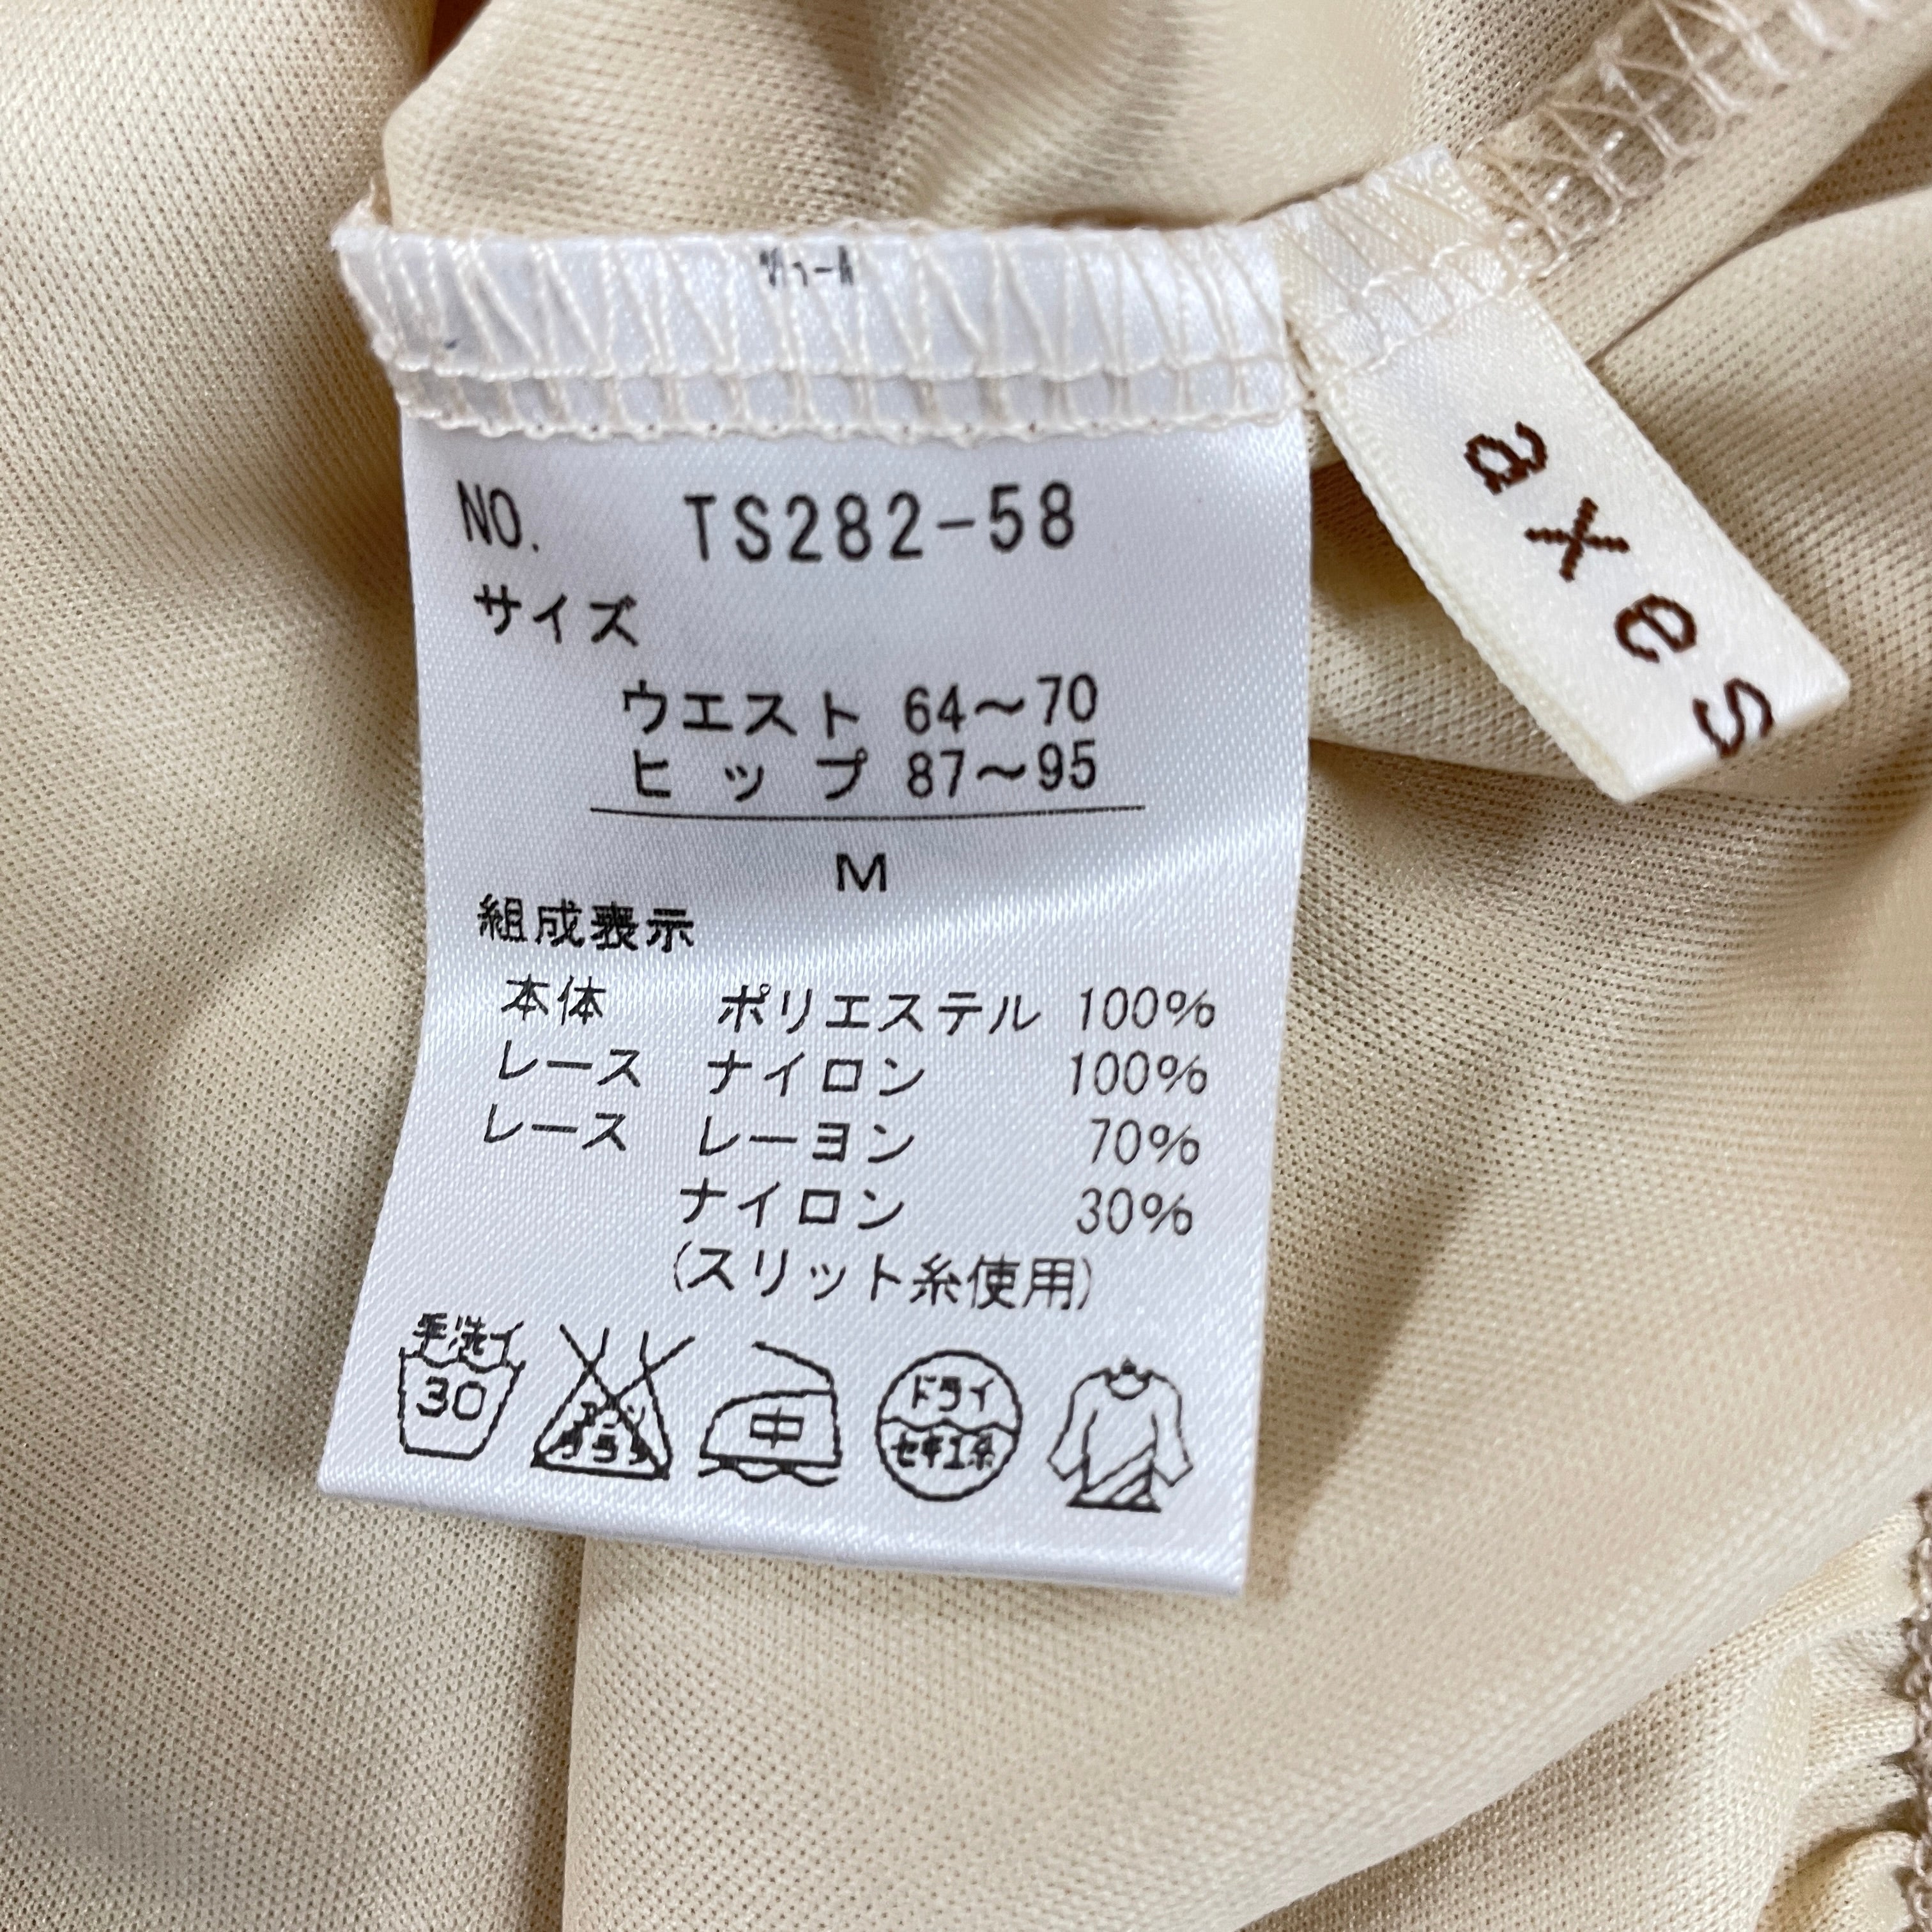 NO. TS282-58
サイズ
ウエスト 64～70
ヒップ 87～95
M
組成表示
本体 ポリエステル 100%
レース ナイロン 100%
レース レーヨン 70%
ナイロン 30%
(スリット糸使用)
手洗イ
30
中
ドライ
セキユ系
axes